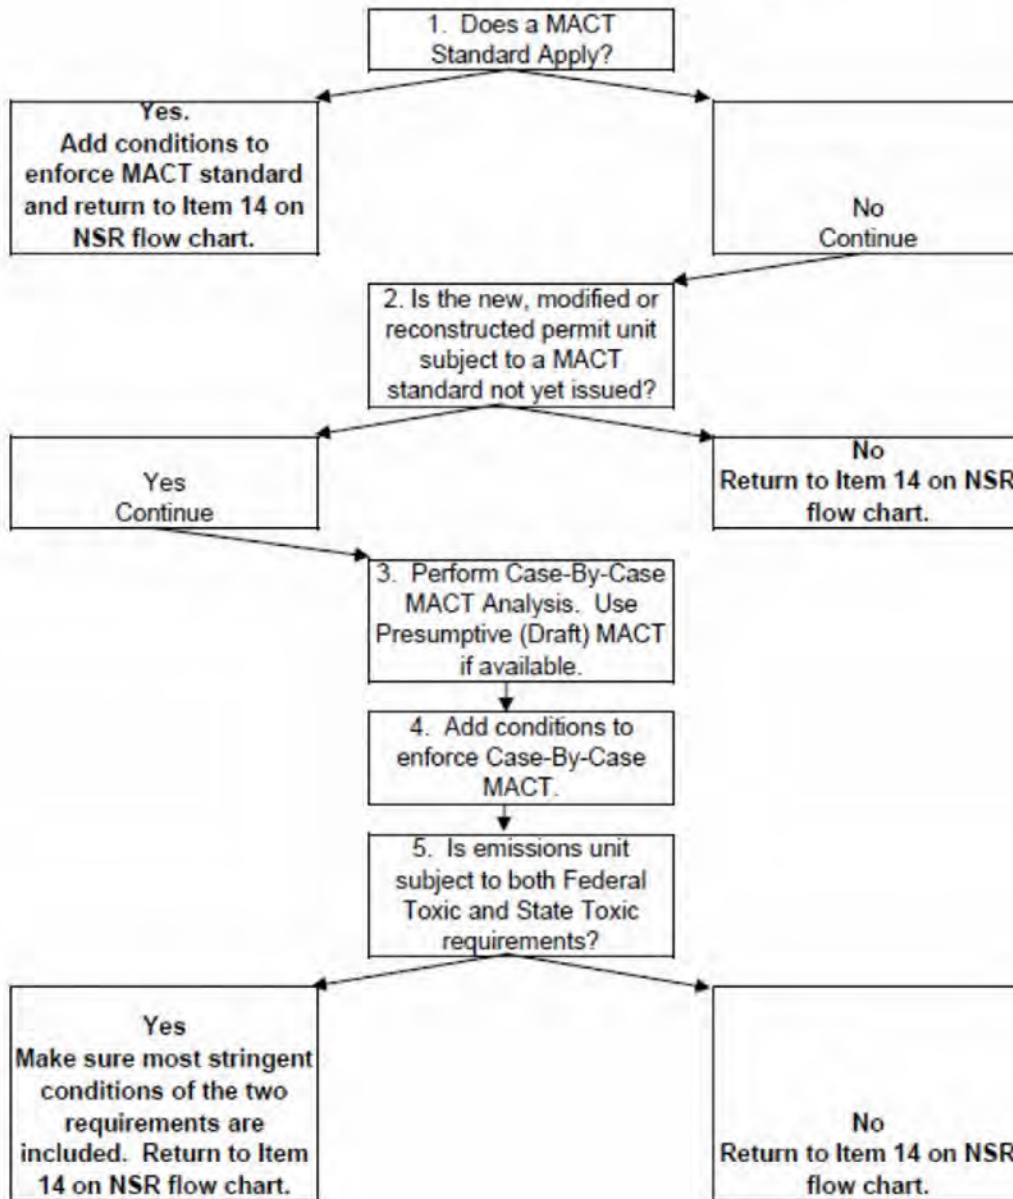 1. Does a MACT
Standard Apply?
Yes.
Add conditions to
enforce MACT standard
and return to Item 14 on
NSR flow chart.
No
Continue
2. Is the new, modified or
reconstructed permit unit
subject to a MACT
standard not yet issued?
Yes
Continue
No
Return to Item 14 on NSR
flow chart.
3. Perform Case-By-Case
MACT Analysis. Use
Presumptive (Draft) MACT
if available.
4. Add conditions to
enforce Case-By-Case
MACT.
5. Is emissions unit
subject to both Federal
Toxic and State Toxic
requirements?
Yes
Make sure most stringent
conditions of the two
requirements are
included. Return to Item
14 on NSR flow chart.
No
Return to Item 14 on NSR
flow chart.